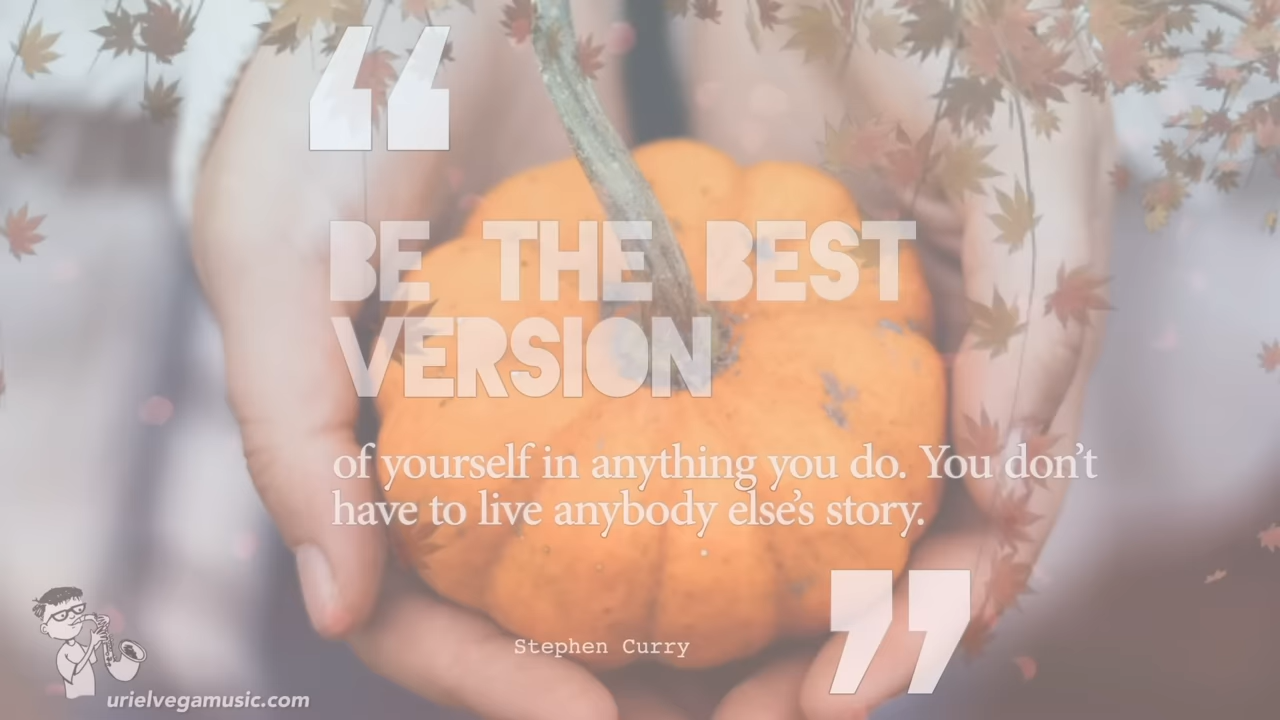 “
BE THE BEST
VERSION
of yourself in anything you do. You don’t
have to live anybody else’s story.
”
Stephen Curry
urielvegamusic.com